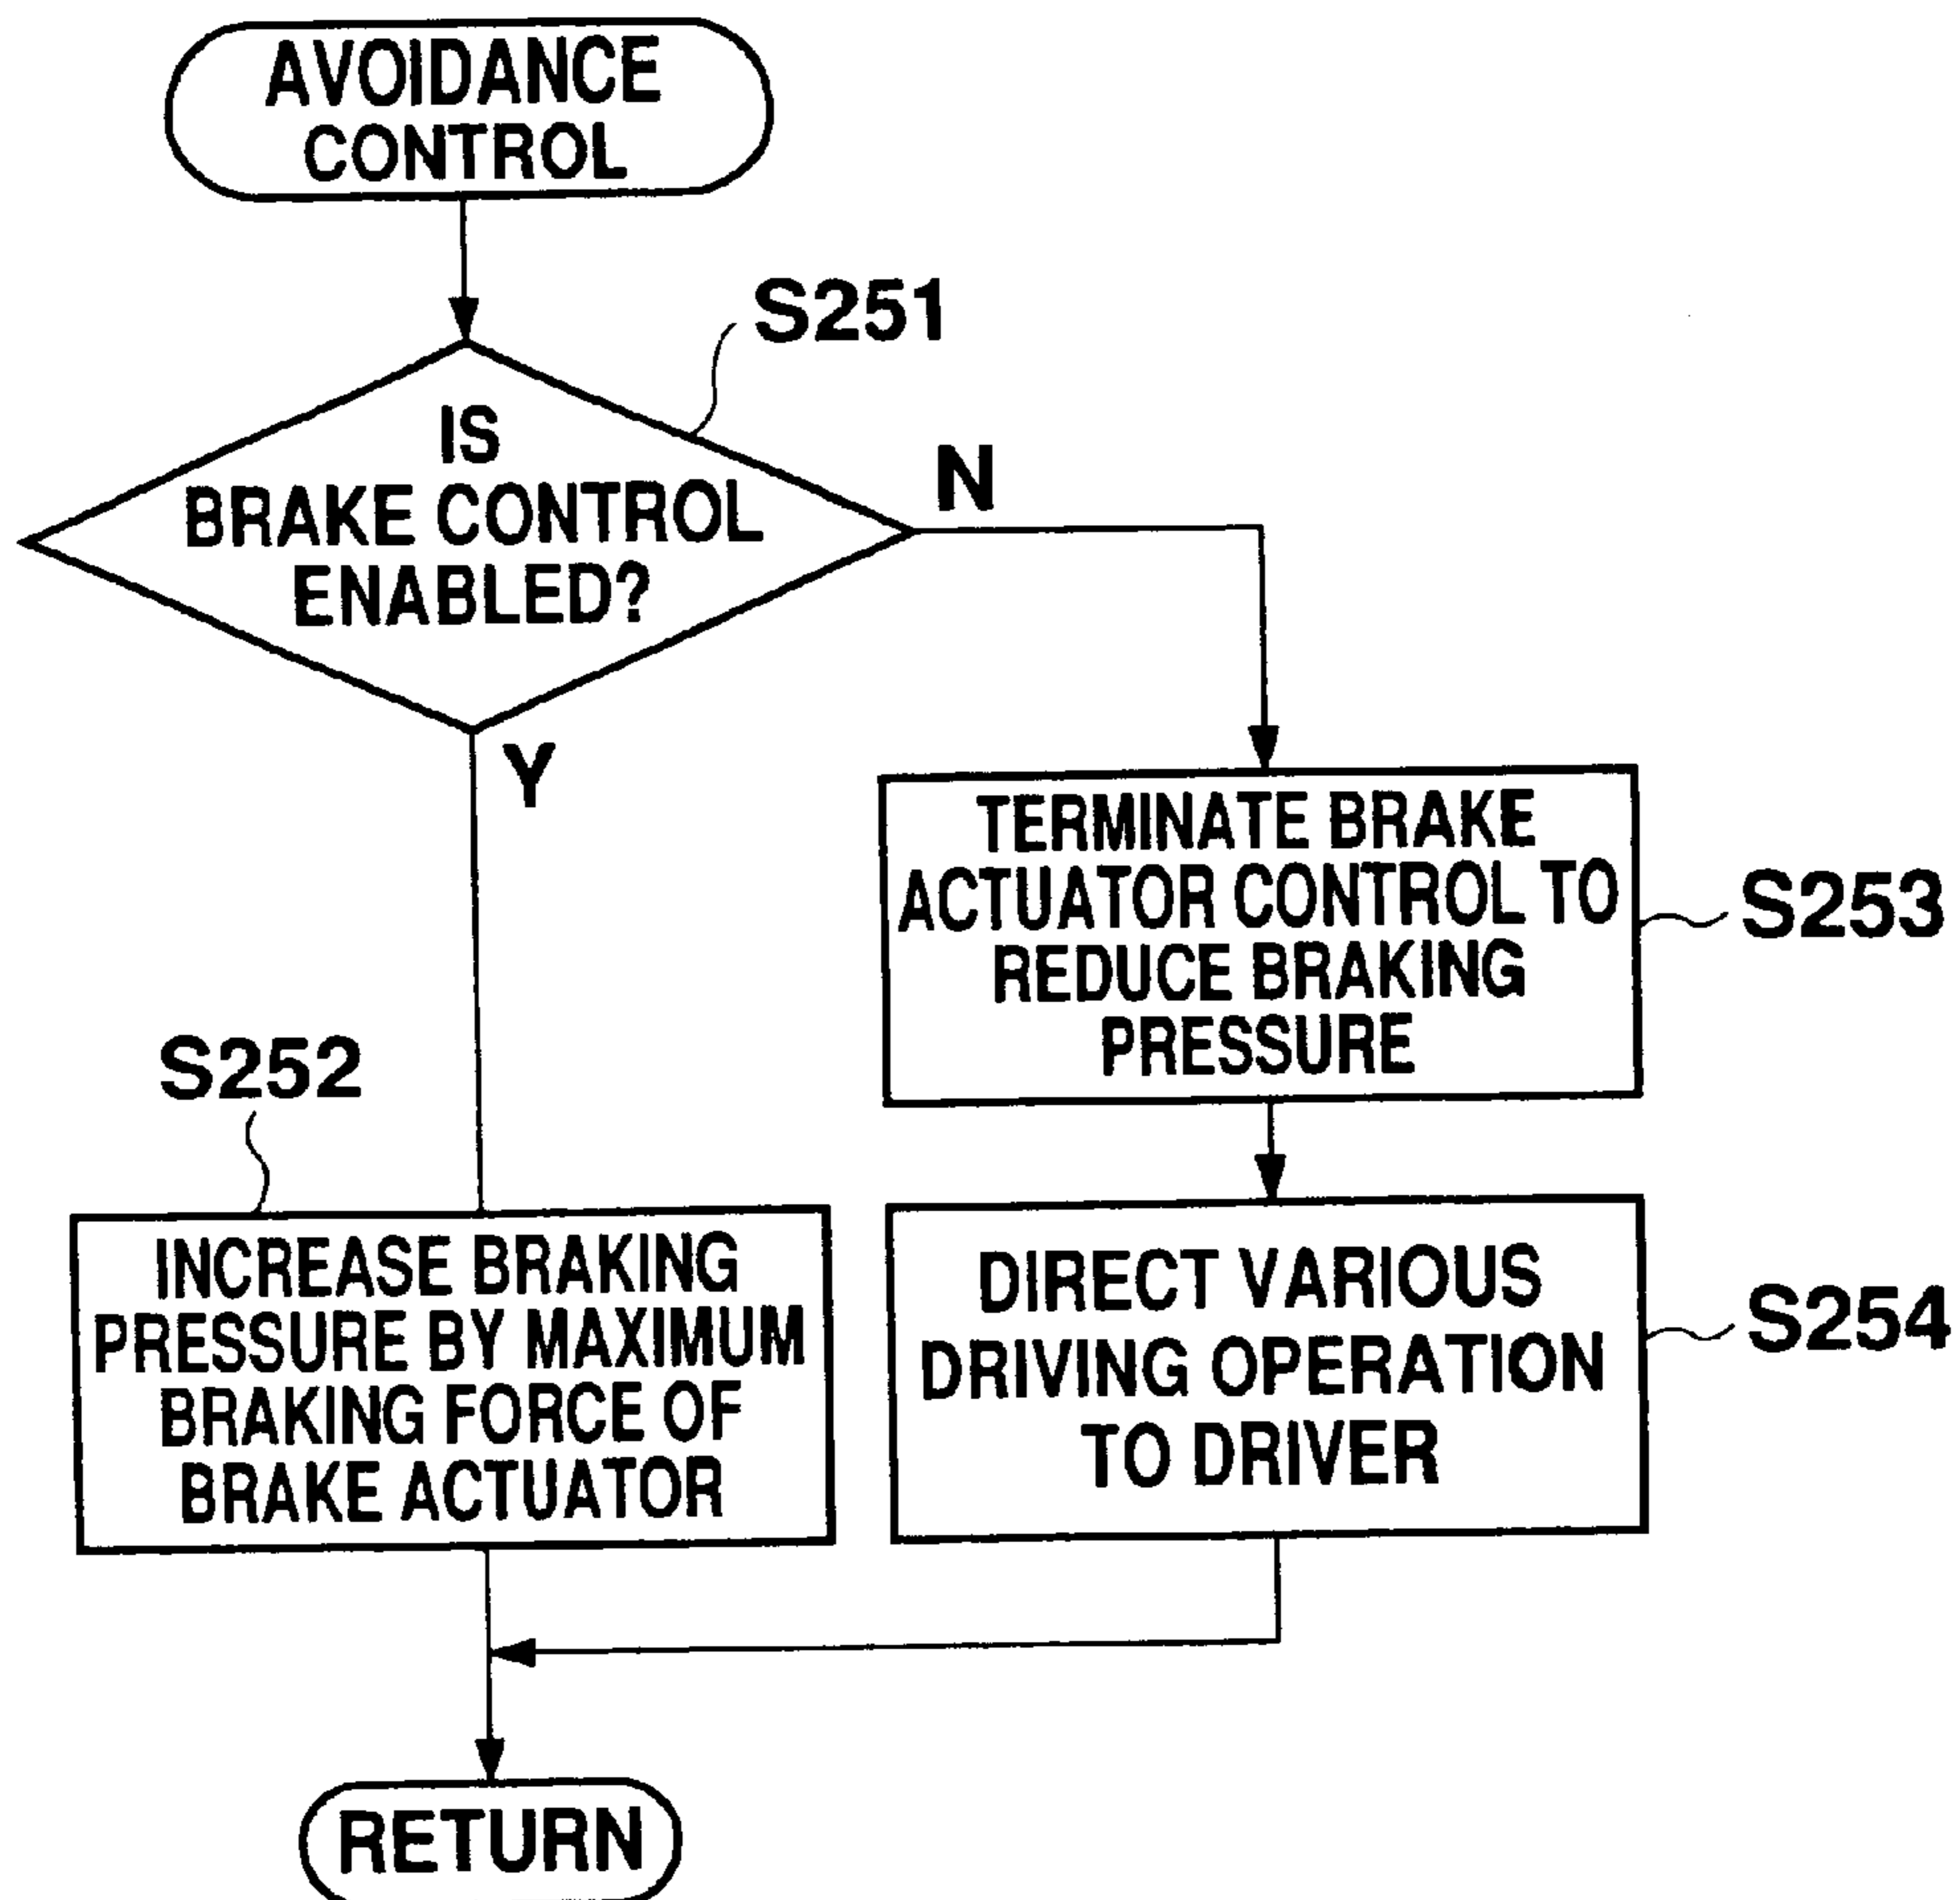 AVOIDANCE
CONTROL
S251
IS
BRAKE CONTROL
ENABLED?
N
Y
TERMINATE BRAKE
ACTUATOR CONTROL TO
REDUCE BRAKING
PRESSURE
S253
S252
INCREASE BRAKING
PRESSURE BY MAXIMUM
BRAKING FORCE OF
BRAKE ACTUATOR
DIRECT VARIOUS
DRIVING OPERATION
TO DRIVER
S254
RETURN